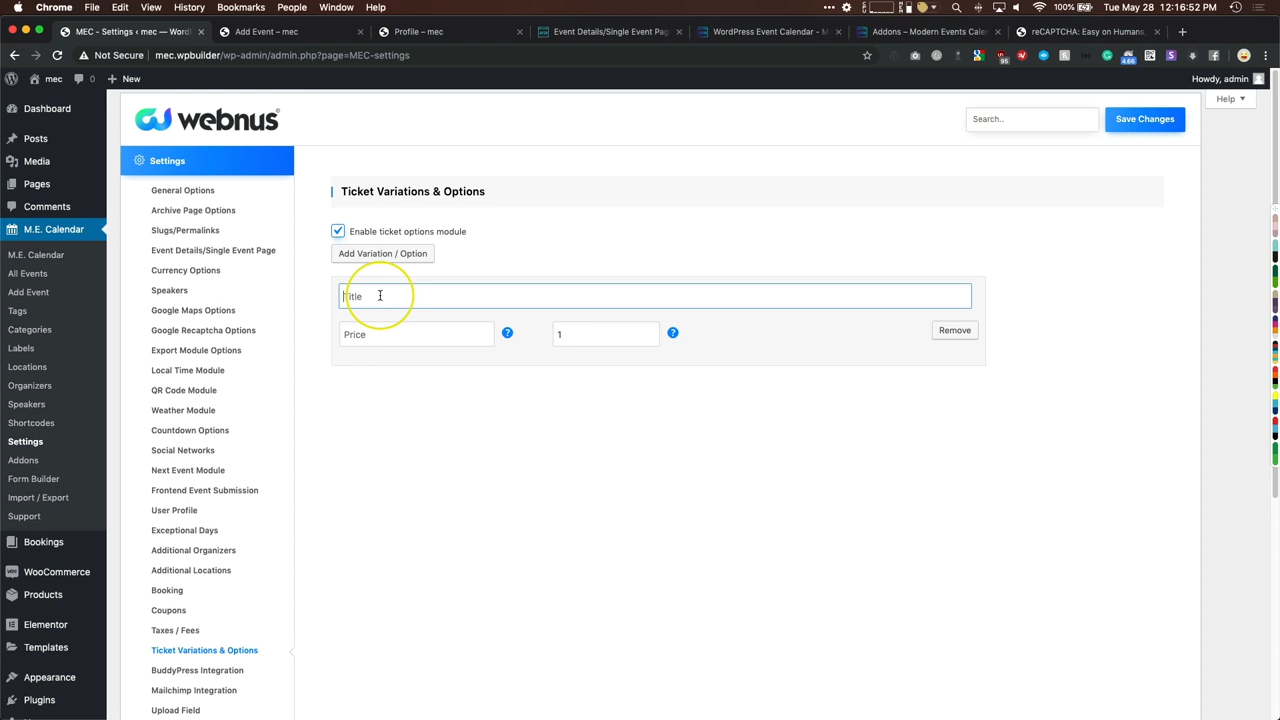 Chrome File Edit View History Bookmarks People Window Help
100% Tue May 28 16:16:52
MEC - Settings ‹ mec — WordP
Add Event – mec
Profile – mec
Event Details/Single Event Pag
WordPress Event Calendar - M
Addons – Modern Events Calen
reCAPTCHA: Easy on Humans,
Not Secure | mec.wpbuilder/wp-admin/admin.php?page=MEC-settings
95
4.66
mec 0 New
Howdy, admin
Dashboard
Posts
Media
Pages
Comments
M.E. Calendar
M.E. Calendar
All Events
Add Event
Tags
Categories
Labels
Locations
Organizers
Speakers
Shortcodes
Settings
Addons
Form Builder
Import / Export
Support
Bookings
WooCommerce
Products
Elementor
Templates
Appearance
Plugins
webnus
Search..
Save Changes
Help
Settings
General Options
Archive Page Options
Slugs/Permalinks
Event Details/Single Event Page
Currency Options
Speakers
Google Maps Options
Google Recaptcha Options
Export Module Options
Local Time Module
QR Code Module
Weather Module
Countdown Options
Social Networks
Next Event Module
Frontend Event Submission
User Profile
Exceptional Days
Additional Organizers
Additional Locations
Booking
Coupons
Taxes / Fees
Ticket Variations & Options
BuddyPress Integration
Mailchimp Integration
Upload Field
Ticket Variations & Options
Enable ticket options module
Add Variation / Option
Title
Price ? 1 ? Remove